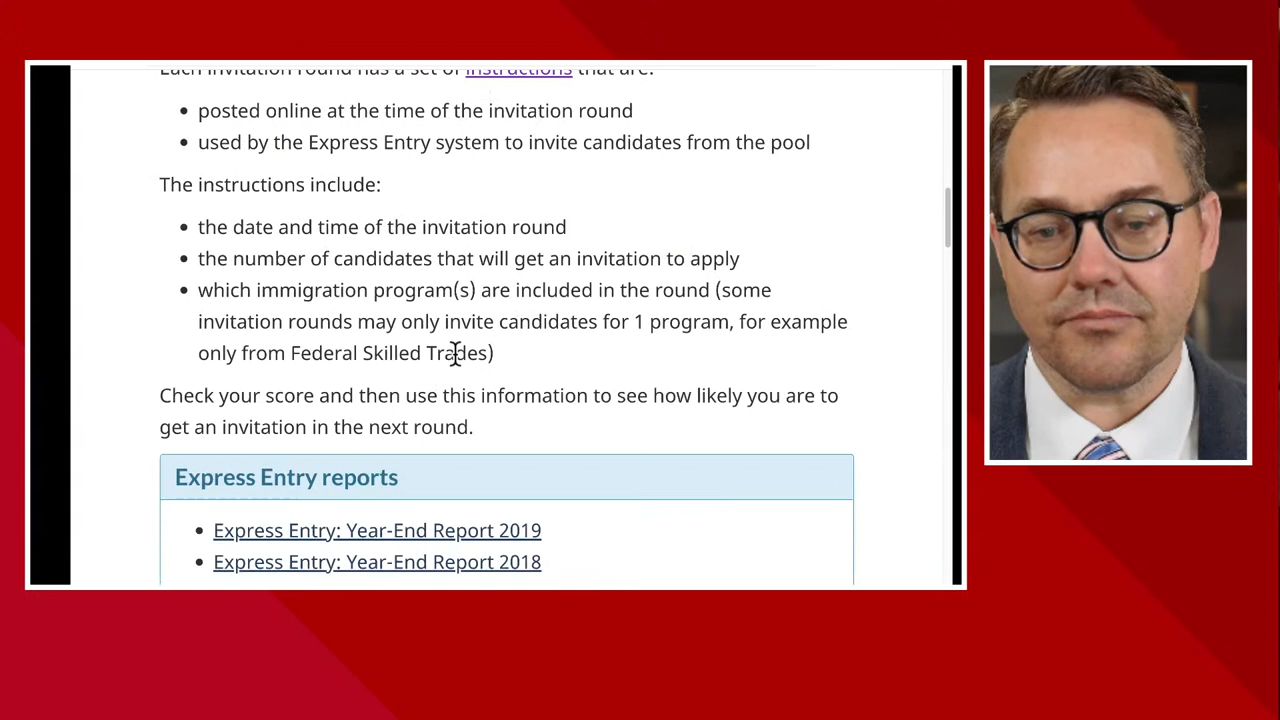 Each invitation round has a set of instructions that are:
posted online at the time of the invitation round
used by the Express Entry system to invite candidates from the pool
The instructions include:
the date and time of the invitation round
the number of candidates that will get an invitation to apply
which immigration program(s) are included in the round (some
invitation rounds may only invite candidates for 1 program, for example
only from Federal Skilled Trades)
Check your score and then use this information to see how likely you are to
get an invitation in the next round.
Express Entry reports
Express Entry: Year-End Report 2019
Express Entry: Year-End Report 2018